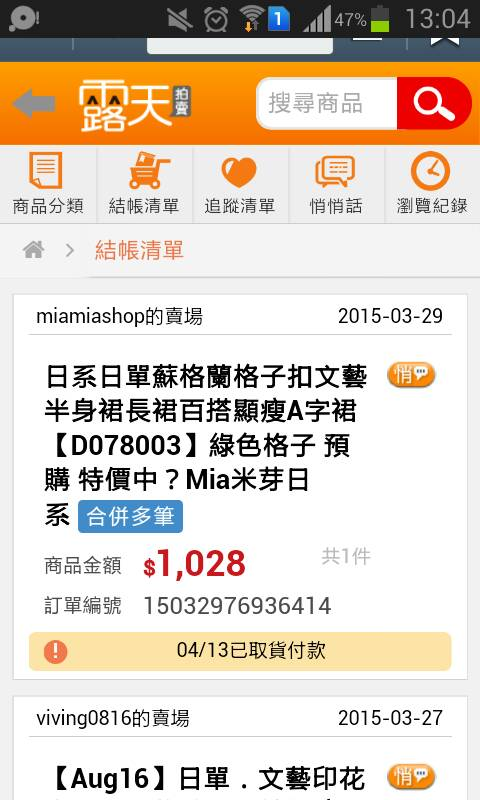 1 47% 13:04
露天拍賣 搜尋商品
商品分類 結帳清單 追蹤清單 悄悄話 瀏覽紀錄
結帳清單
miamiashop的賣場 2015-03-29
日系日單蘇格蘭格子扣文藝 悄
半身裙長裙百搭顯瘦A字裙
【D078003】綠色格子 預
購 特價中？Mia米芽日
系 合併多筆
商品金額 $1,028 共1件
訂單編號 15032976936414
04/13已取貨付款
viving0816的賣場 2015-03-27
【Aug16】日單．文藝印花 悄